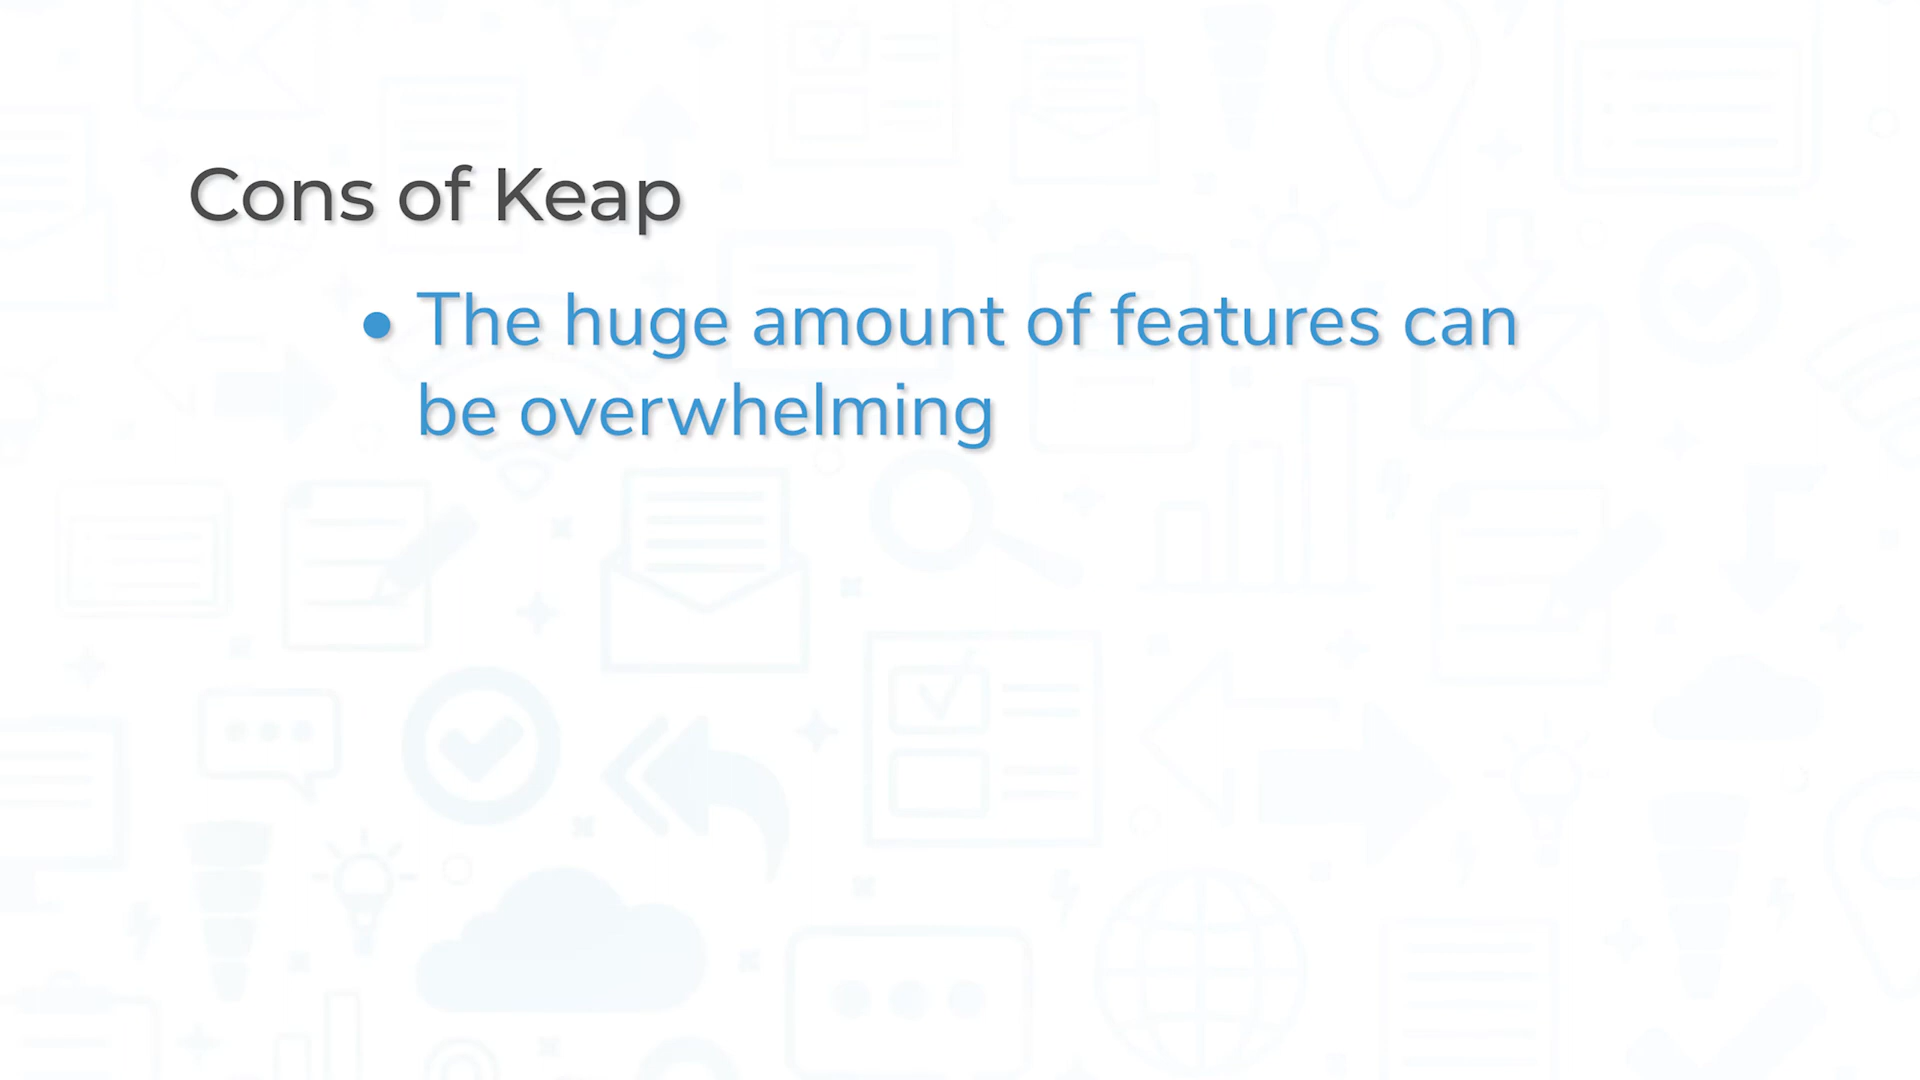 Cons of Keap
• The huge amount of features can
be overwhelming